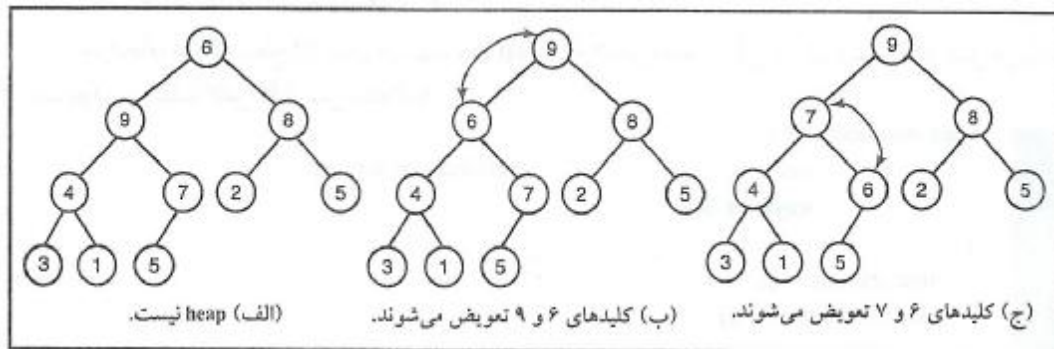 6 9 9
9 8 6 8 7 8
4 7 2 5 4 7 2 5 4 6 2 5
3 1 5 3 1 5 3 1 5
(الف) heap نیست.
(ب) کلیدهای ۶ و ۹ تعویض می‌شوند.
(ج) کلیدهای ۶ و ۷ تعویض می‌شوند.